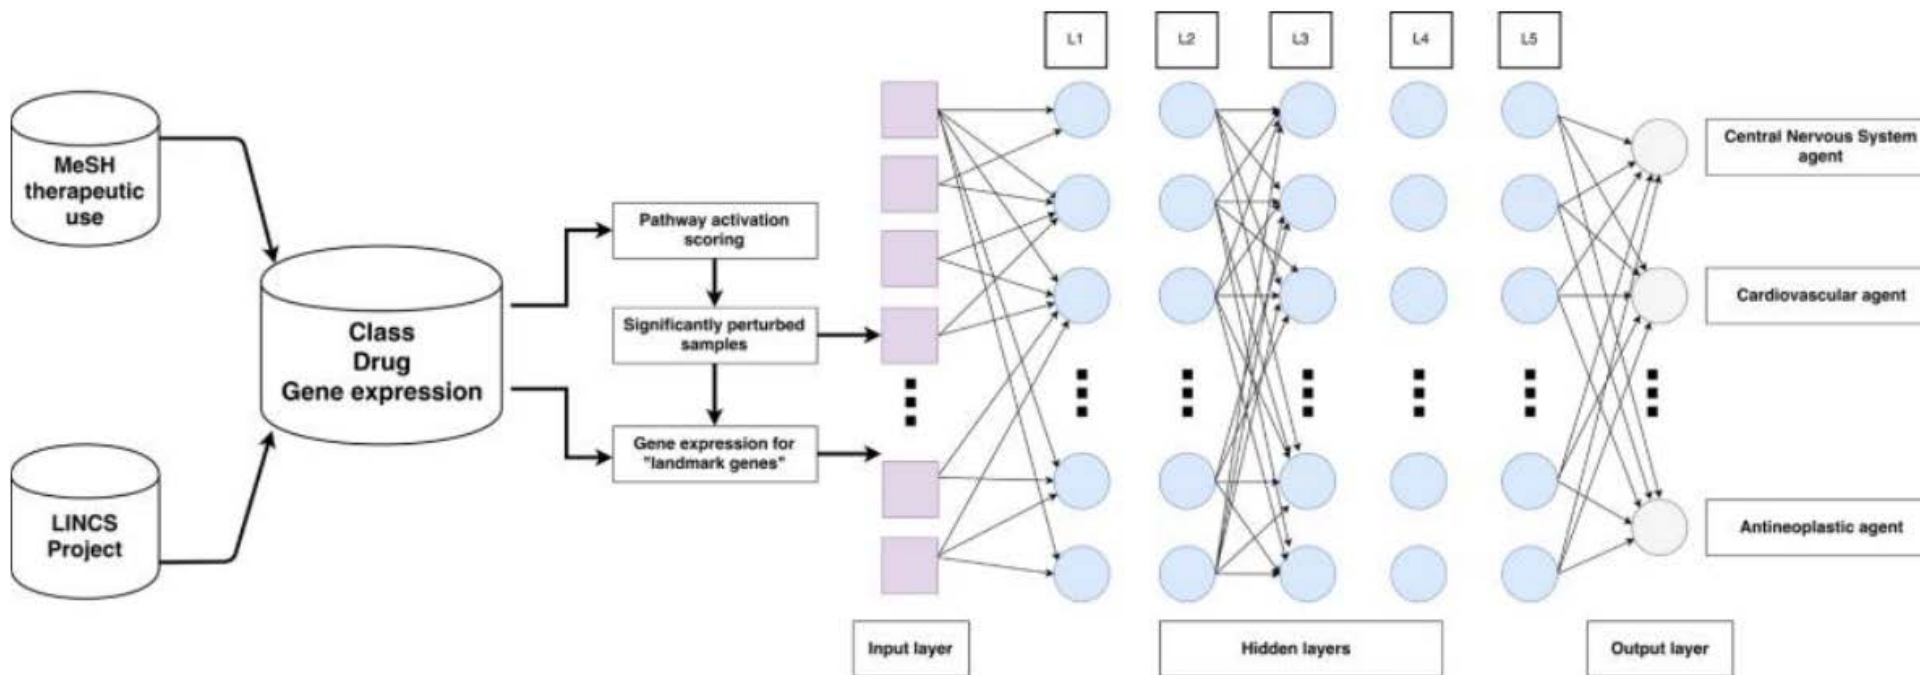 L1
L2
L3
L4
L5
MeSH
therapeutic
use
Central Nervous System
agent
Pathway activation
scoring
Class
Drug
Gene expression
Cardiovascular agent
Significantly perturbed
samples
Gene expression for
"landmark genes"
LINCS
Project
Antineoplastic agent
Input layer
Hidden layers
Output layer